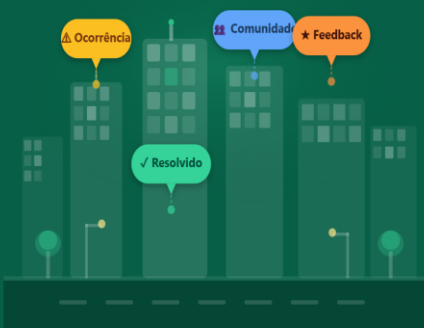 ⚠ Ocorrência
👥 Comunidade
★ Feedback
✓ Resolvido